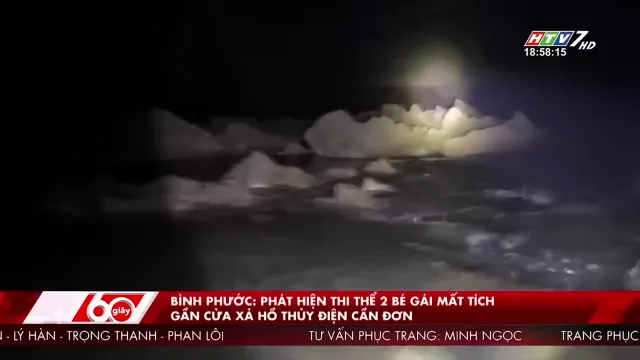 HTV7 HD
18:58:15
60 giây
BÌNH PHƯỚC: PHÁT HIỆN THI THỂ 2 BÉ GÁI MẤT TÍCH
GẦN CỬA XẢ HỒ THỦY ĐIỆN CẦN ĐƠN
N - LÝ HÀN - TRỌNG THANH - PHAN LÔI TƯ VẤN PHỤC TRANG: MINH NGỌC TRANG PHỤC